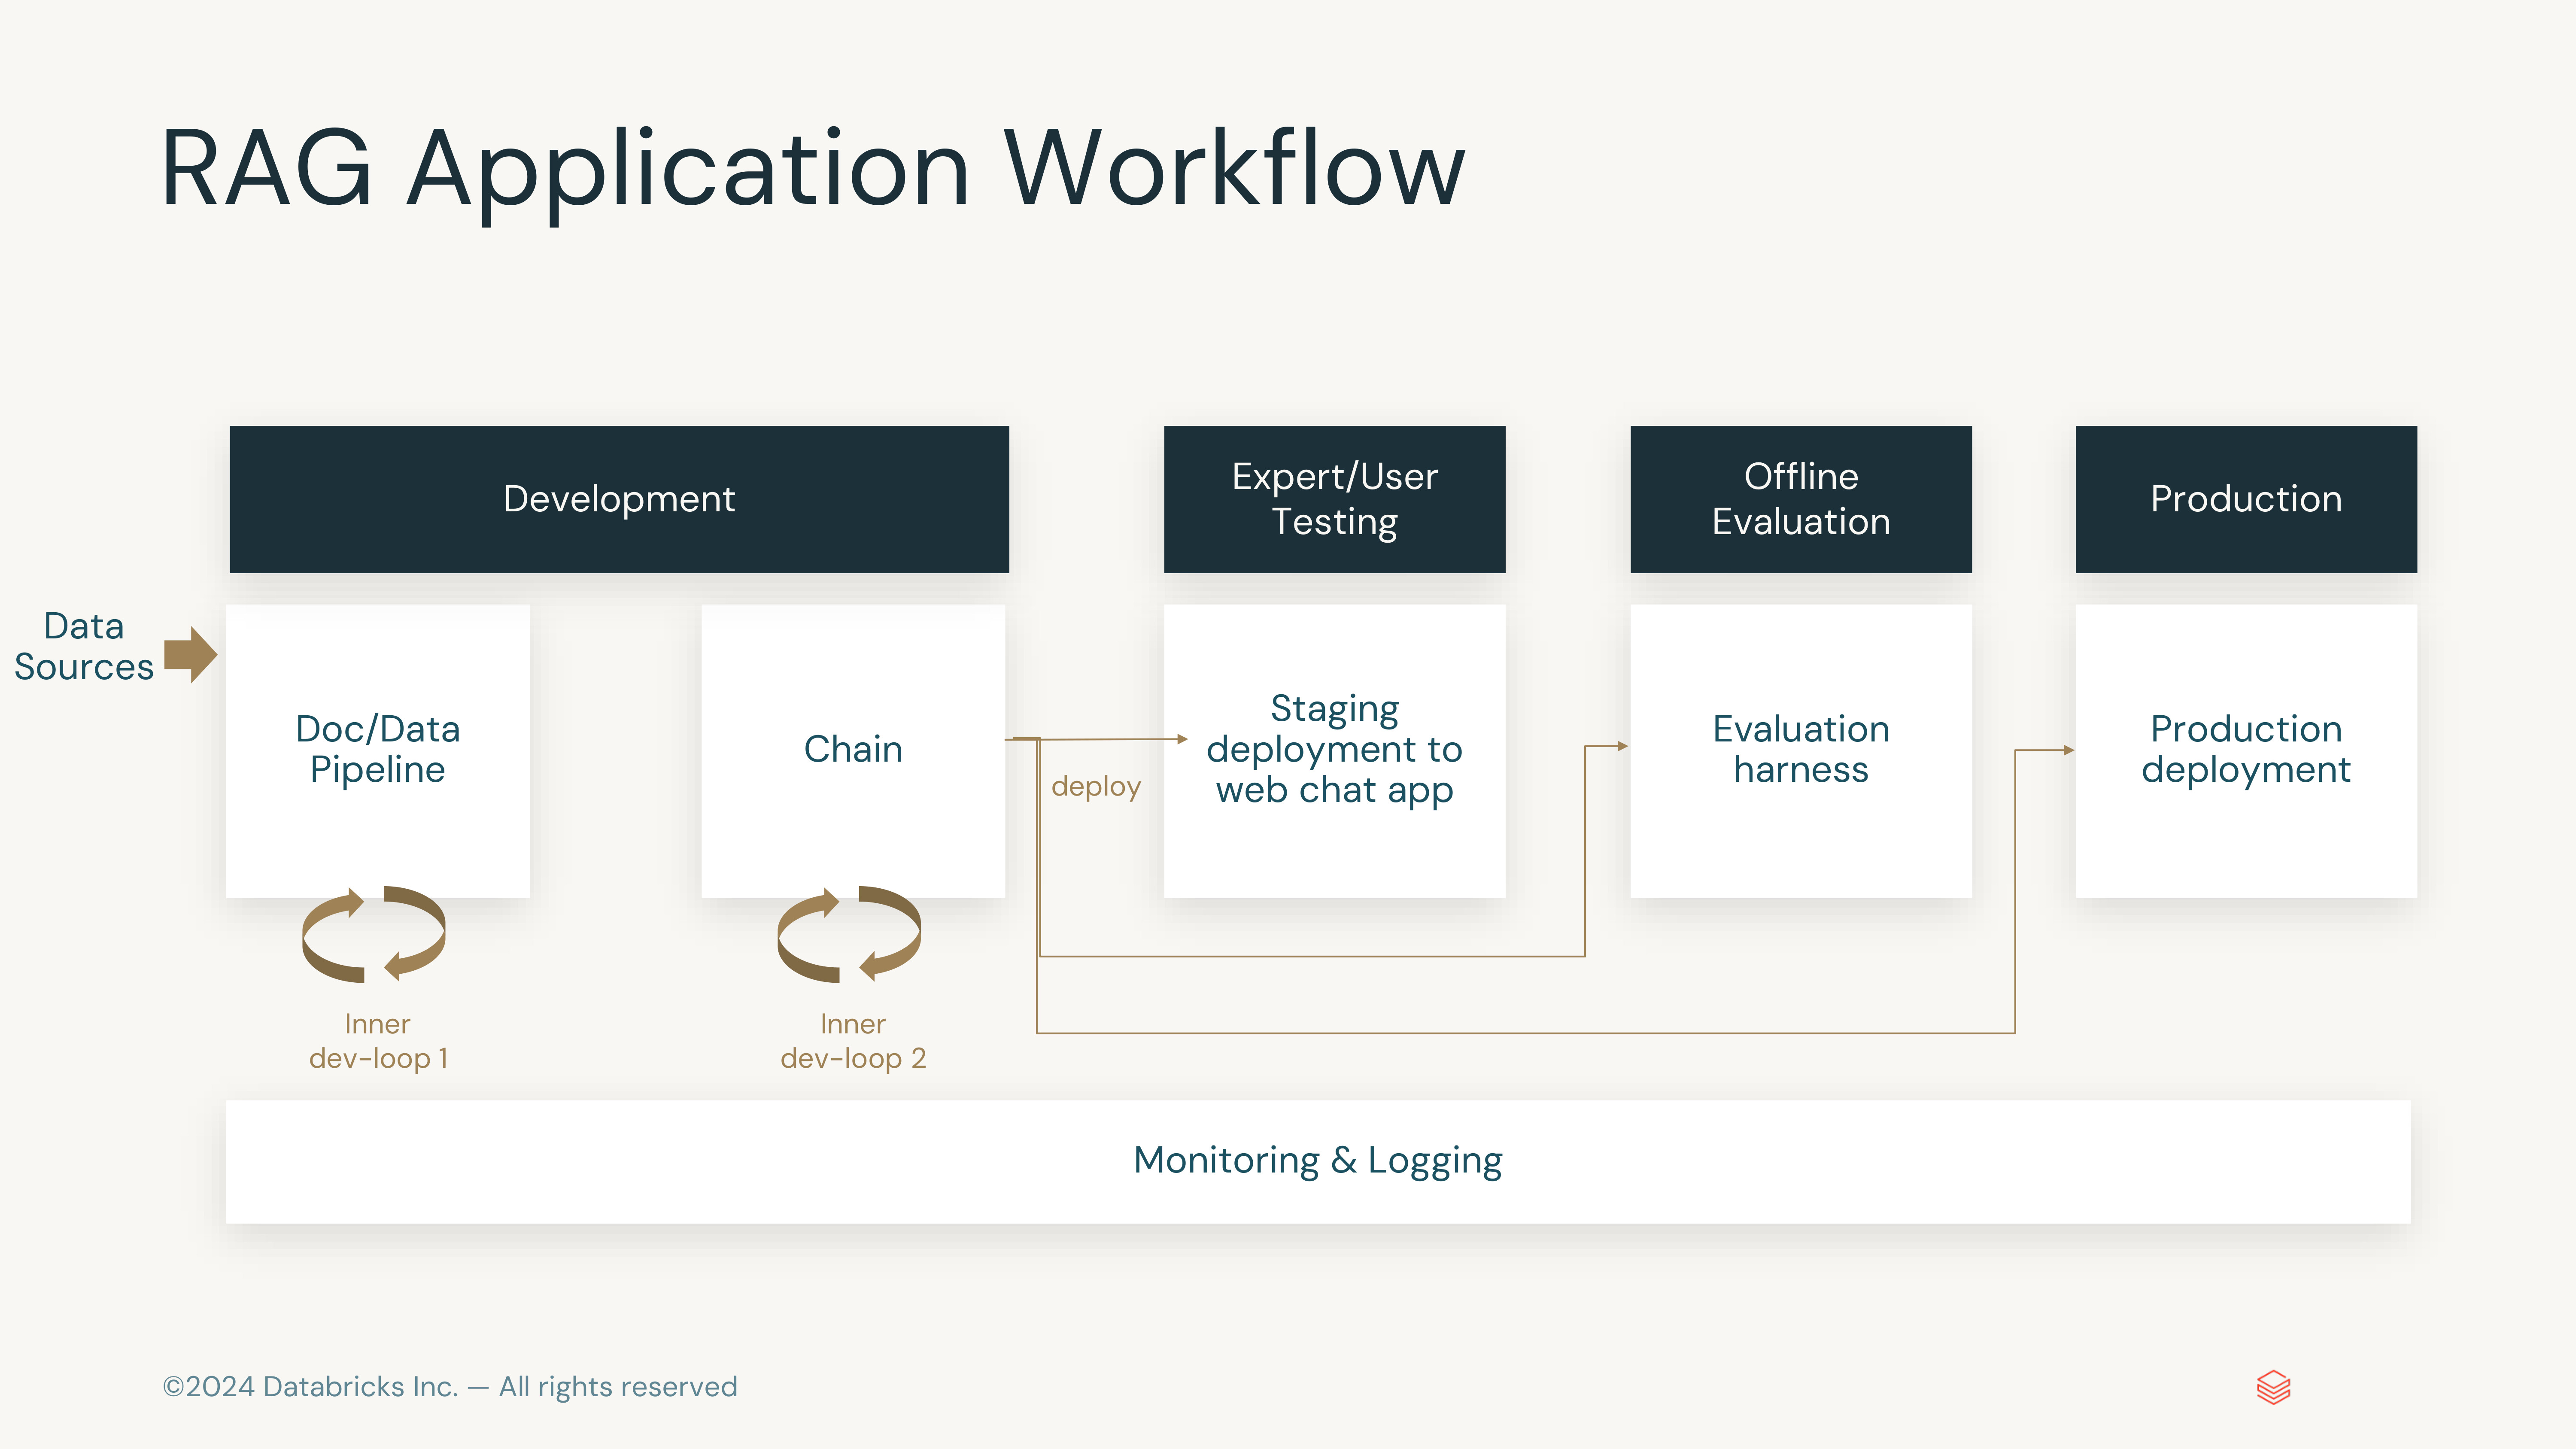 RAG Application Workflow
Development
Expert/User
Testing
Offline
Evaluation
Production
Data
Sources
Doc/Data
Pipeline
Chain
deploy
Staging
deployment to
web chat app
Evaluation
harness
Production
deployment
Inner
dev-loop 1
Inner
dev-loop 2
Monitoring & Logging
©2024 Databricks Inc. — All rights reserved